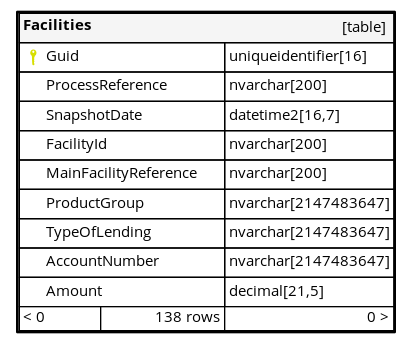 Facilities [table]
Guid uniqueidentifier[16]
ProcessReference nvarchar[200]
SnapshotDate datetime2[16,7]
FacilityId nvarchar[200]
MainFacilityReference nvarchar[200]
ProductGroup nvarchar[2147483647]
TypeOfLending nvarchar[2147483647]
AccountNumber nvarchar[2147483647]
Amount decimal[21,5]
< 0 138 rows 0 >